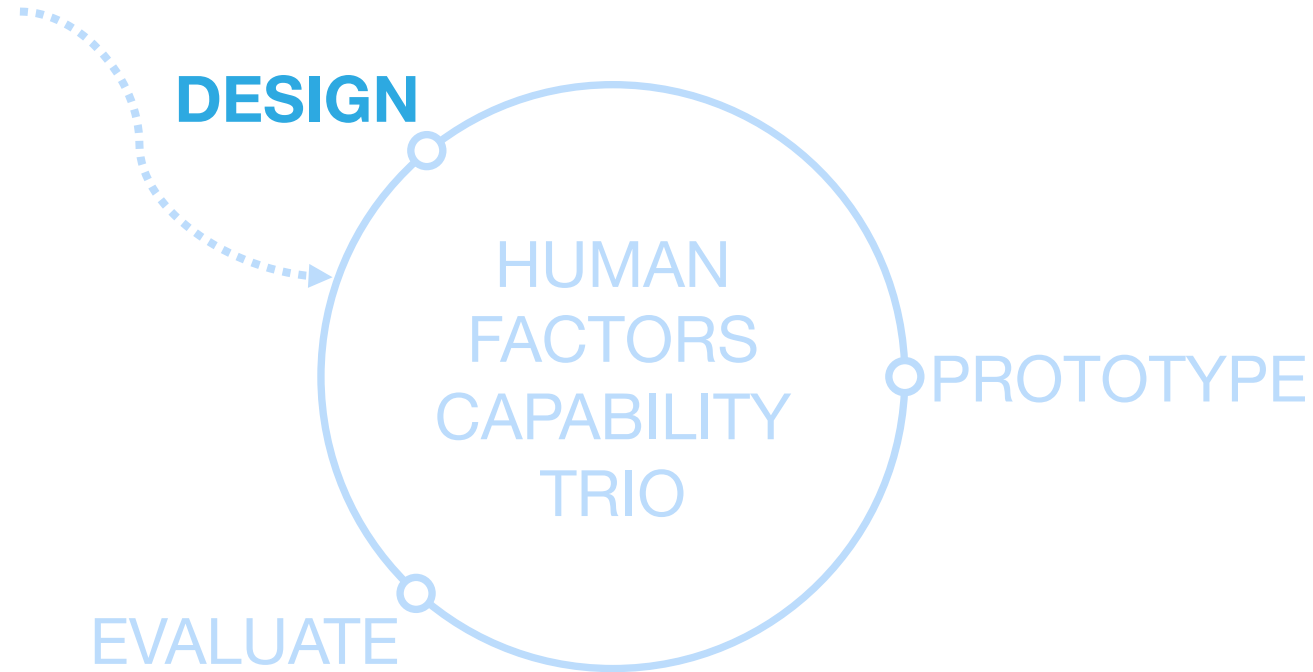 DESIGN
HUMAN
FACTORS
CAPABILITY
TRIO
PROTOTYPE
EVALUATE